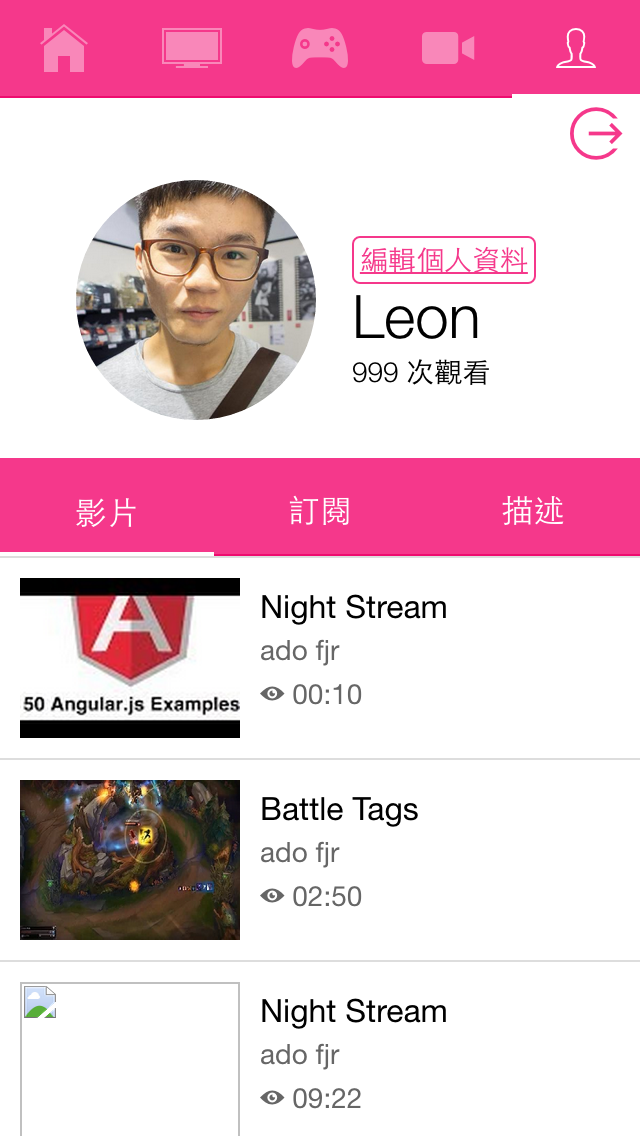 編輯個人資料
Leon
999 次觀看
影片
訂閱
描述
A
50 Angular.js Examples
Night Stream
ado fjr
00:10
Battle Tags
ado fjr
02:50
Night Stream
ado fjr
09:22